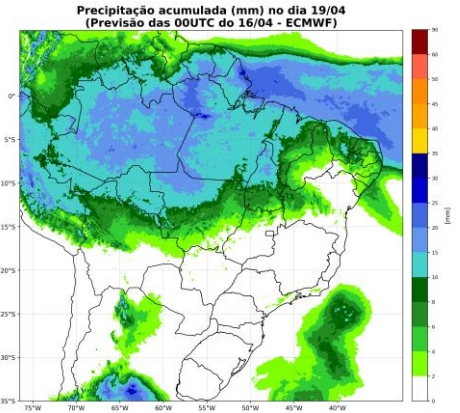 Precipitação acumulada (mm) no dia 19/04
(Previsão das 00UTC do 16/04 - ECMWF)
0°
5°S
10°S
15°S
20°S
25°S
30°S
35°S
75°W 70°W 65°W 60°W 55°W 50°W 45°W 40°W
90
60
50
45
40
35
30
25
20
15
10
8
6
4
2
0
[mm]